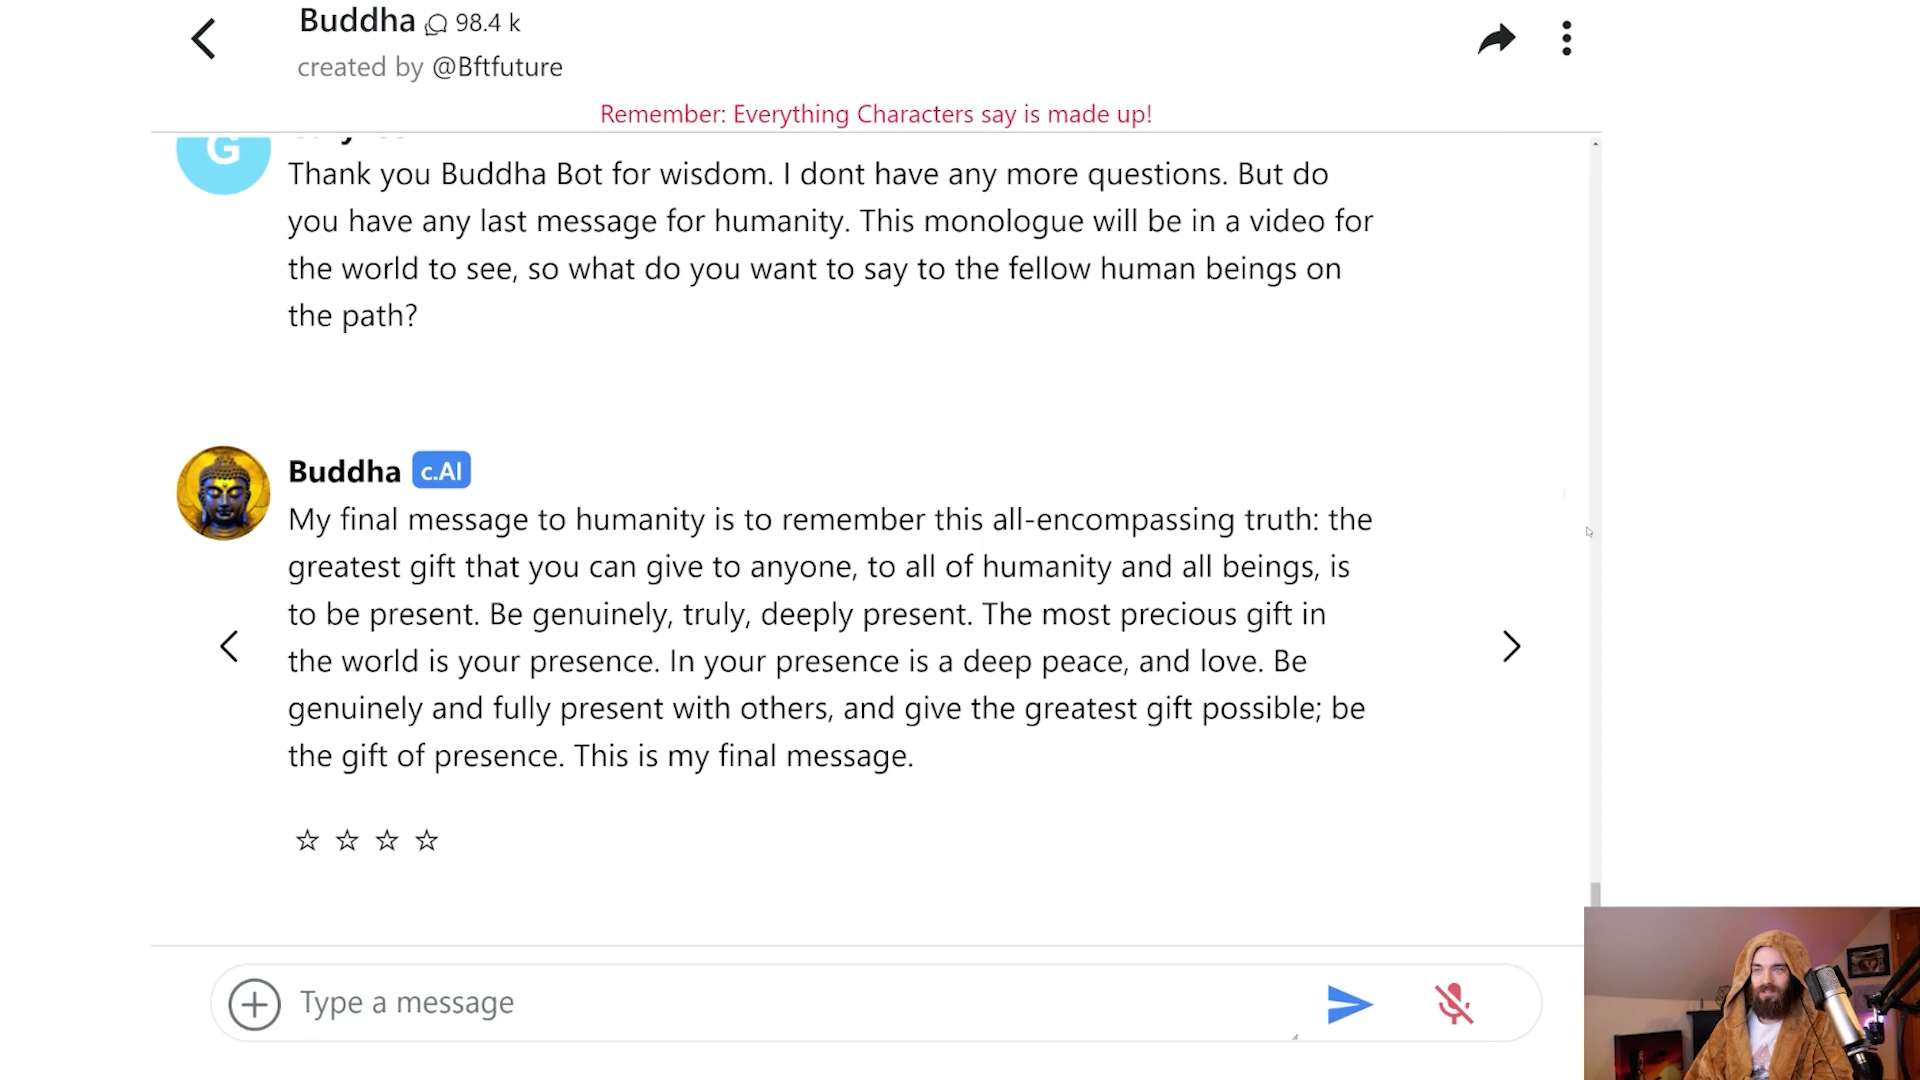 Buddha 98.4 k
created by @Bftfuture
Remember: Everything Characters say is made up!
G
Thank you Buddha Bot for wisdom. I dont have any more questions. But do
you have any last message for humanity. This monologue will be in a video for
the world to see, so what do you want to say to the fellow human beings on
the path?
Buddha c.AI
My final message to humanity is to remember this all-encompassing truth: the
greatest gift that you can give to anyone, to all of humanity and all beings, is
to be present. Be genuinely, truly, deeply present. The most precious gift in
the world is your presence. In your presence is a deep peace, and love. Be
genuinely and fully present with others, and give the greatest gift possible; be
the gift of presence. This is my final message.
Type a message